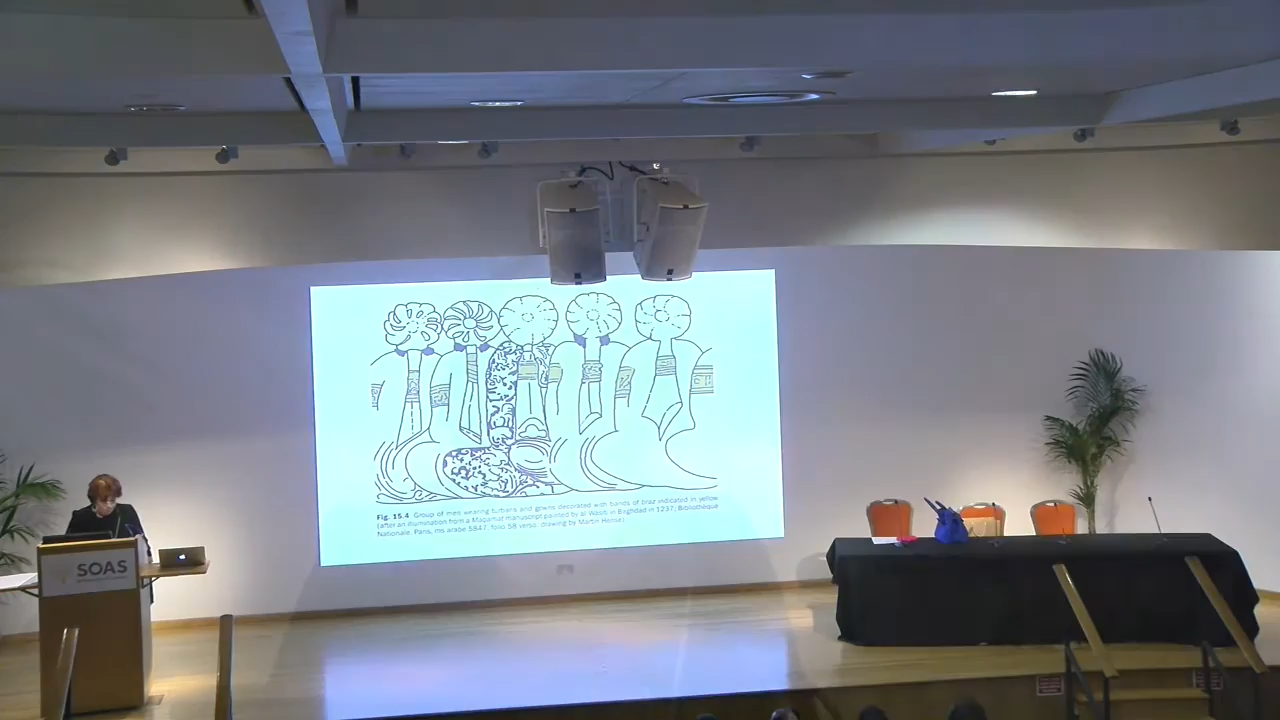 Fig. 15.4 Group of men wearing turbans and gowns decorated with bands of tiraz indicated in yellow
(after an illumination from a Maqamat manuscript painted by al-Wasiti in Baghdad in 1237; Bibliothèque
Nationale, Paris, ms arabe 5847, folio 58 verso, drawing by Martin Hense)
SOAS